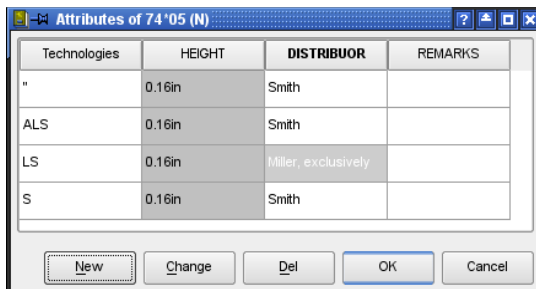 Attributes of 74*05 (N)
Technologies HEIGHT DISTRIBUOR REMARKS
" 0.16in Smith
ALS 0.16in Smith
LS 0.16in Miller, exclusively
S 0.16in Smith
New Change Del OK Cancel